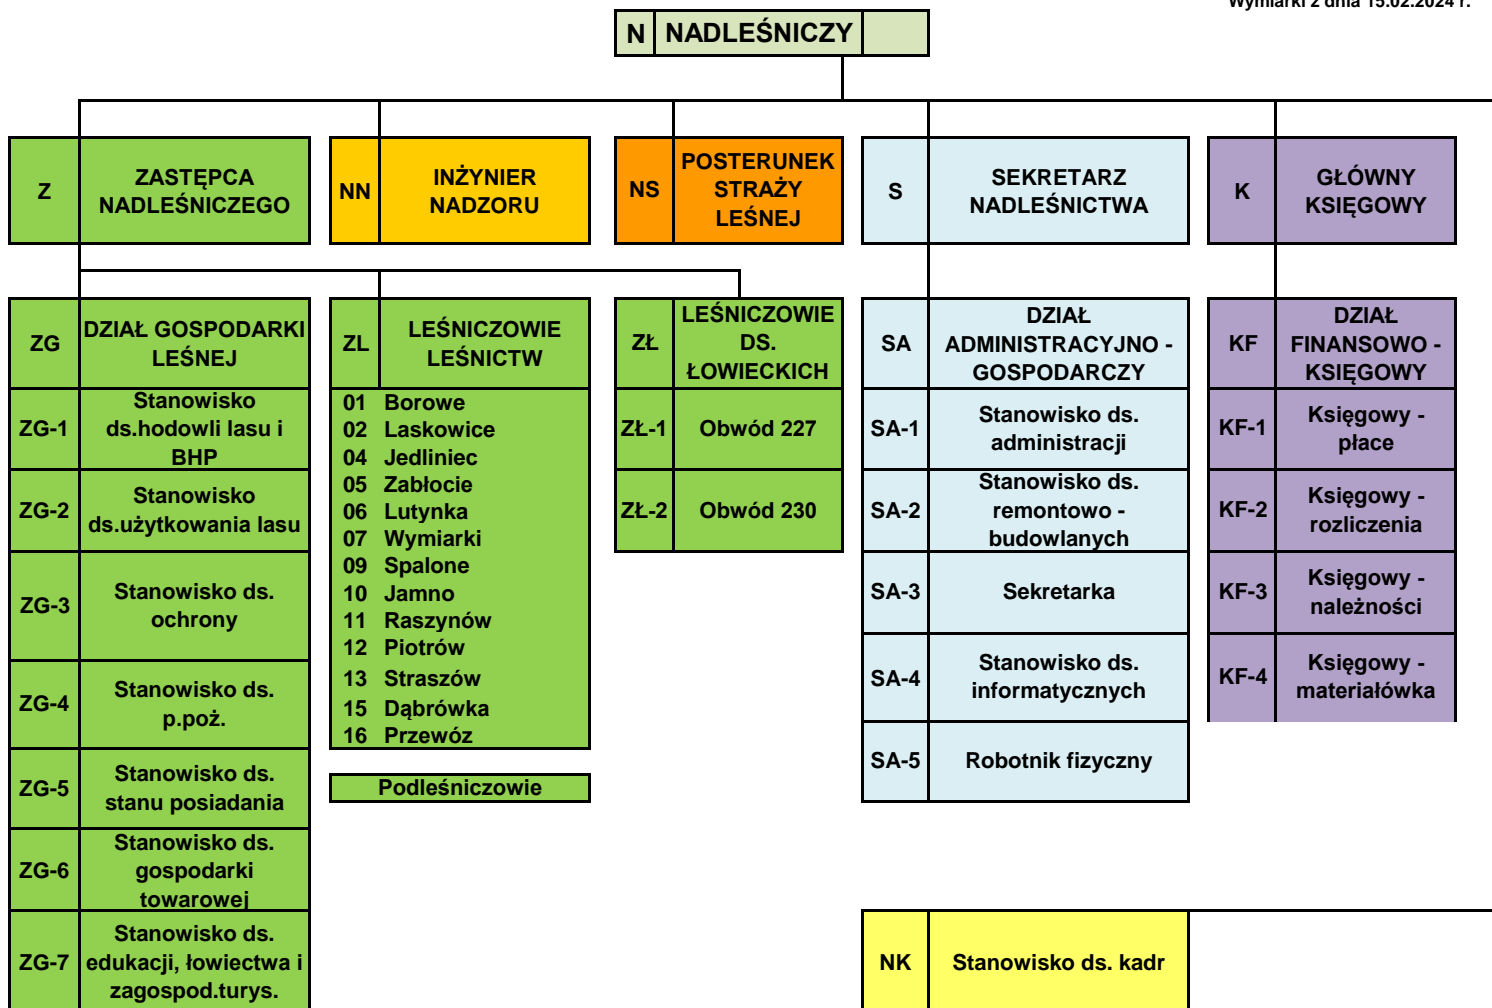 Wymiarki z dnia 15.02.2024 r.
N NADLEŚNICZY
Z
ZASTĘPCA
NADLEŚNICZEGO
NN
INŻYNIER
NADZORU
NS
POSTERUNEK
STRAŻY
LEŚNEJ
S
SEKRETARZ
NADLEŚNICTWA
K
GŁÓWNY
KSIĘGOWY
ZG
DZIAŁ GOSPODARKI
LEŚNEJ
ZG-1
Stanowisko
ds.hodowli lasu i
BHP
ZG-2
Stanowisko
ds.użytkowania lasu
ZG-3
Stanowisko ds.
ochrony
ZG-4
Stanowisko ds.
p.poż.
ZG-5
Stanowisko ds.
stanu posiadania
ZG-6
Stanowisko ds.
gospodarki
towarowej
ZG-7
Stanowisko ds.
edukacji, łowiectwa i
zagospod.turys.
ZL
LEŚNICZOWIE
LEŚNICTW
01 Borowe
02 Laskowice
04 Jedliniec
05 Zabłocie
06 Lutynka
07 Wymiarki
09 Spalone
10 Jamno
11 Raszynów
12 Piotrów
13 Straszów
15 Dąbrówka
16 Przewóz
Podleśniczowie
ZŁ
LEŚNICZOWIE
DS.
ŁOWIECKICH
ZŁ-1 Obwód 227
ZŁ-2 Obwód 230
SA
DZIAŁ
ADMINISTRACYJNO -
GOSPODARCZY
SA-1
Stanowisko ds.
administracji
SA-2
Stanowisko ds.
remontowo -
budowlanych
SA-3 Sekretarka
SA-4
Stanowisko ds.
informatycznych
SA-5 Robotnik fizyczny
KF
DZIAŁ
FINANSOWO -
KSIĘGOWY
KF-1
Księgowy -
płace
KF-2
Księgowy -
rozliczenia
KF-3
Księgowy -
należności
KF-4
Księgowy -
materiałówka
NK Stanowisko ds. kadr